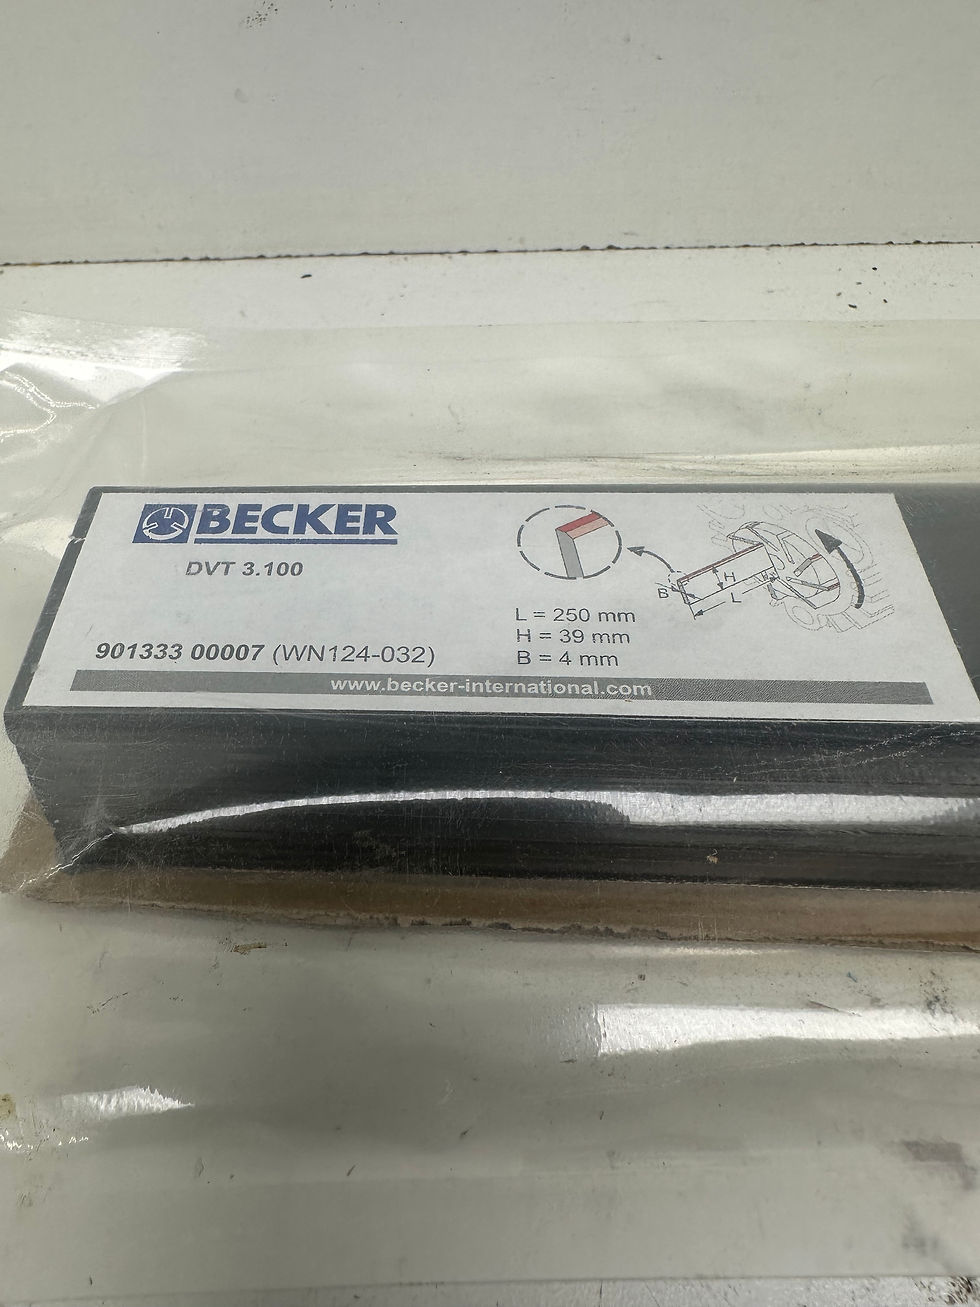 BECKER
DVT 3.100
901333 00007 (WN124-032)
B
H
L
L = 250 mm
H = 39 mm
B = 4 mm
www.becker-international.com